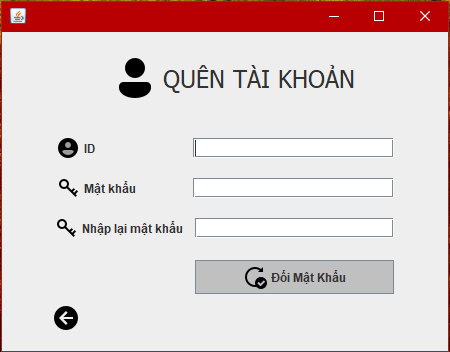 QUÊN TÀI KHOẢN
ID
Mật khẩu
Nhập lại mật khẩu
Đổi Mật Khẩu